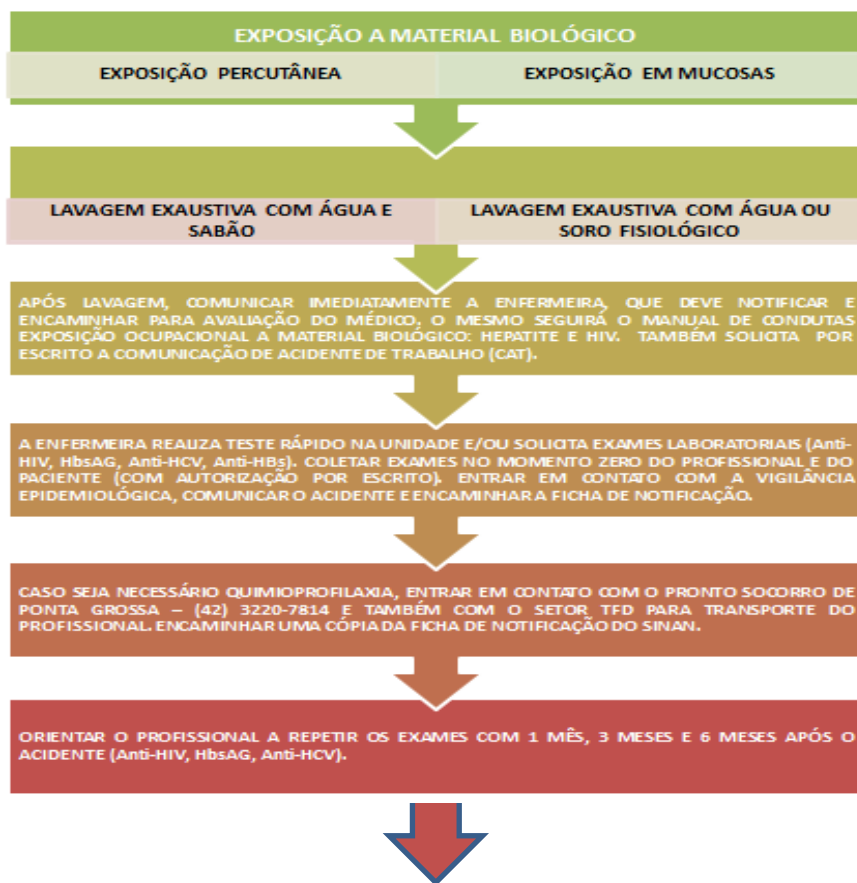 EXPOSIÇÃO A MATERIAL BIOLÓGICO
EXPOSIÇÃO PERCUTÂNEA
EXPOSIÇÃO EM MUCOSAS
LAVAGEM EXAUSTIVA COM ÁGUA E
SABÃO
LAVAGEM EXAUSTIVA COM ÁGUA OU
SORO FISIOLÓGICO
APÓS LAVAGEM, COMUNICAR IMEDIATAMENTE A ENFERMEIRA, QUE DEVE NOTIFICAR E
ENCAMINHAR PARA AVALIAÇÃO DO MÉDICO, O MESMO SEGUIRÁ O MANUAL DE CONDUTAS
EXPOSIÇÃO OCUPACIONAL A MATERIAL BIOLÓGICO: HEPATITE E HIV. TAMBÉM SOLICITA POR
ESCRITO A COMUNICAÇÃO DE ACIDENTE DE TRABALHO (CAT).
A ENFERMEIRA REALIZA TESTE RÁPIDO NA UNIDADE E/OU SOLICITA EXAMES LABORATORIAIS (Anti-
HIV, HbsAG, Anti-HCV, Anti-HBs). COLETAR EXAMES NO MOMENTO ZERO DO PROFISSIONAL E DO
PACIENTE (COM AUTORIZAÇÃO POR ESCRITO). ENTRAR EM CONTATO COM A VIGILÂNCIA
EPIDEMIOLÓGICA, COMUNICAR O ACIDENTE E ENCAMINHAR A FICHA DE NOTIFICAÇÃO.
CASO SEJA NECESSÁRIO QUIMIOPROFILAXIA, ENTRAR EM CONTATO COM O PRONTO SOCORRO DE
PONTA GROSSA – (42) 3220-7814 E TAMBÉM COM O SETOR TFD PARA TRANSPORTE DO
PROFISSIONAL. ENCAMINHAR UMA CÓPIA DA FICHA DE NOTIFICAÇÃO DO SINAN.
ORIENTAR O PROFISSIONAL A REPETIR OS EXAMES COM 1 MÊS, 3 MESES E 6 MESES APÓS O
ACIDENTE (Anti-HIV, HbsAG, Anti-HCV).